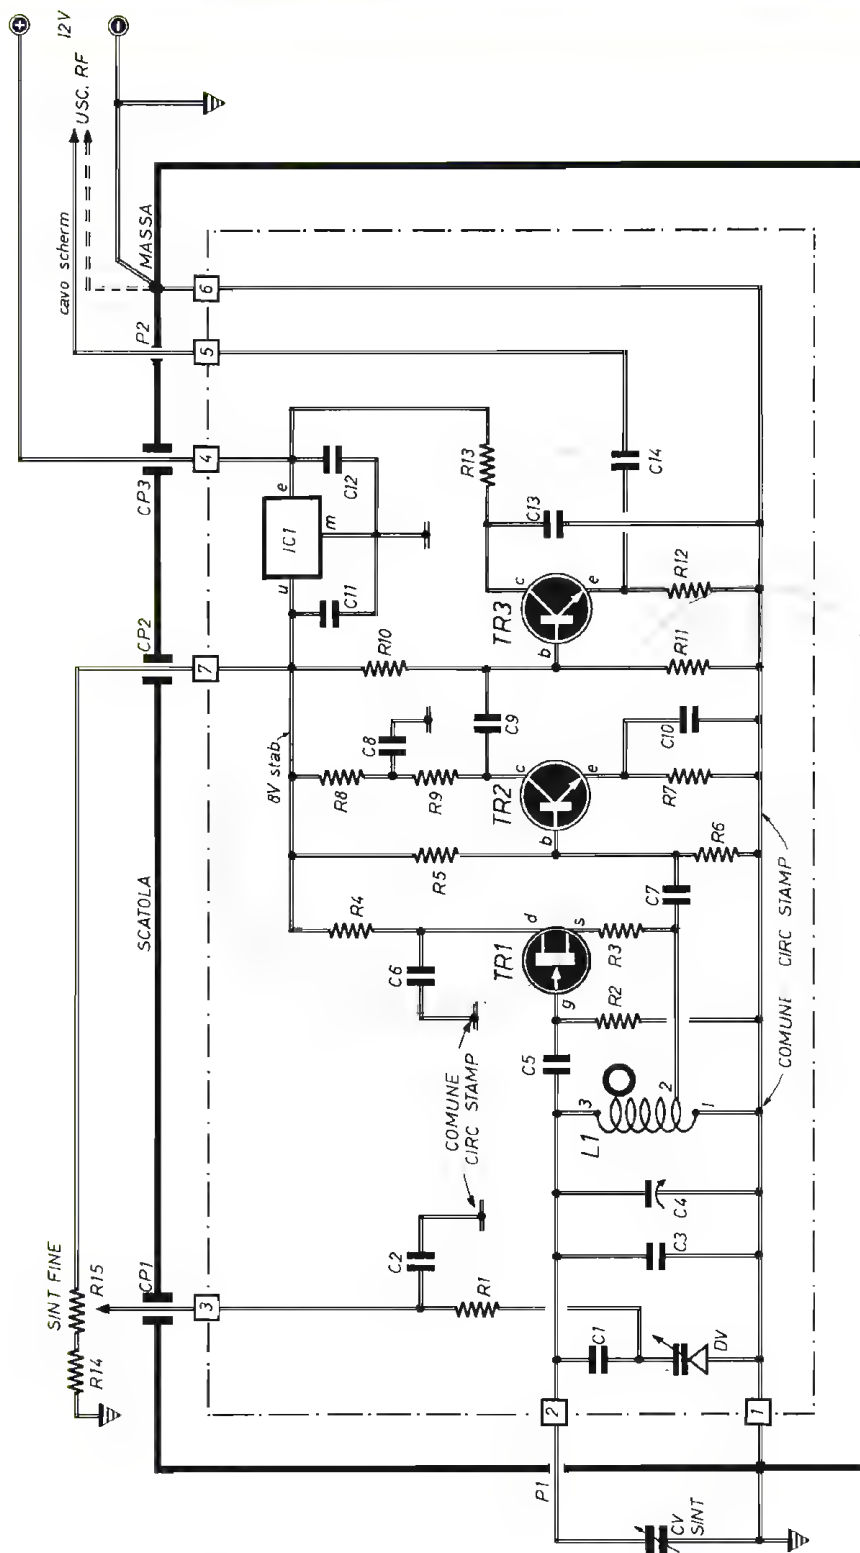 12V
USC. RF
cavo scherm
MASSA
P2
CP3
CP2
SCATOLA
CP1
SINT FINE
R15
R14
6
5
4
7
3
e
C12
m
IC1
u
C11
R13
C14
C13
8V stab.
R10
C8
R8
R9
C9
TR3
c
b
e
R12
R11
TR2
c
b
e
C10
R7
R5
R6
R4
C6
C7
TR1
d
s
g
R3
R2
COMUNE
CIRC STAMP
C5
3
2
1
L1
C4
C3
C2
R1
C1
DV
COMUNE CIRC STAMP
2
1
P1
CV
SINT